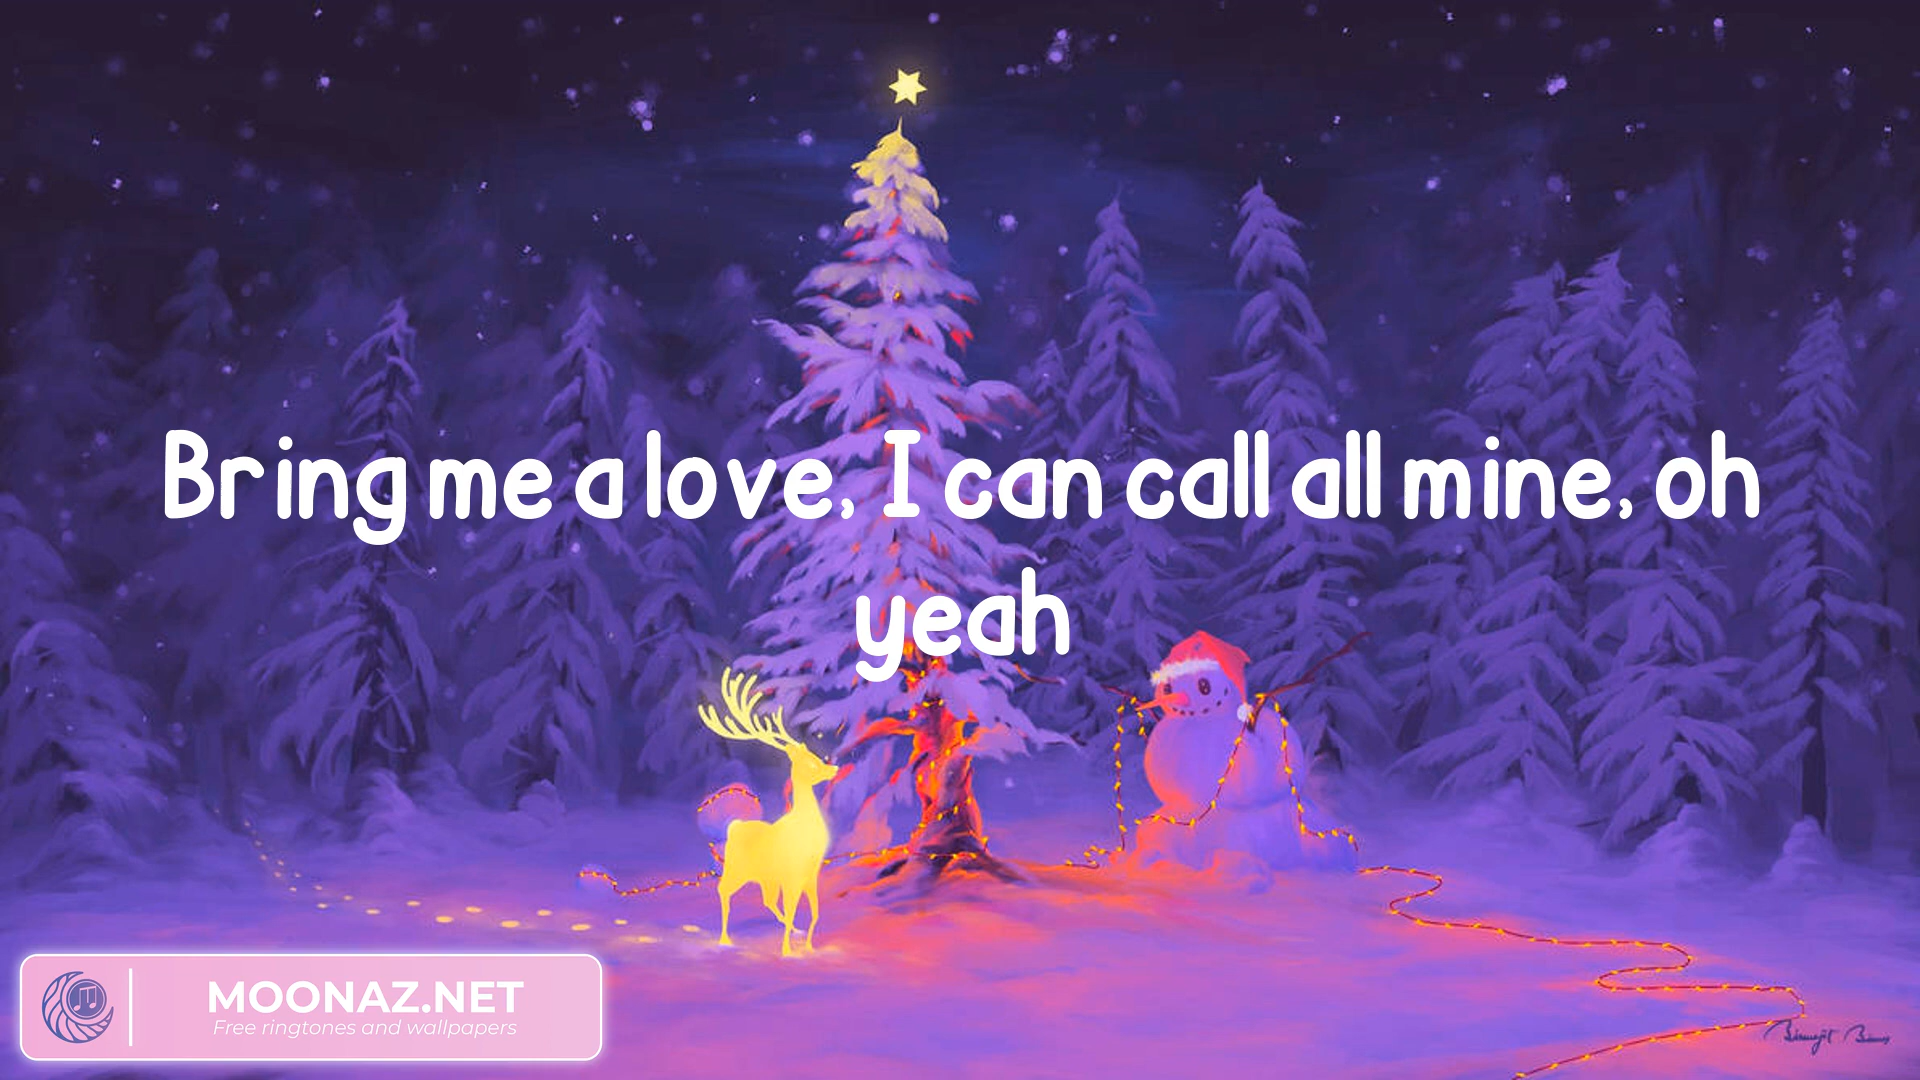 Bring me a love, I can call all mine, oh
yeah
MOONAZ.NET
Free ringtones and wallpapers